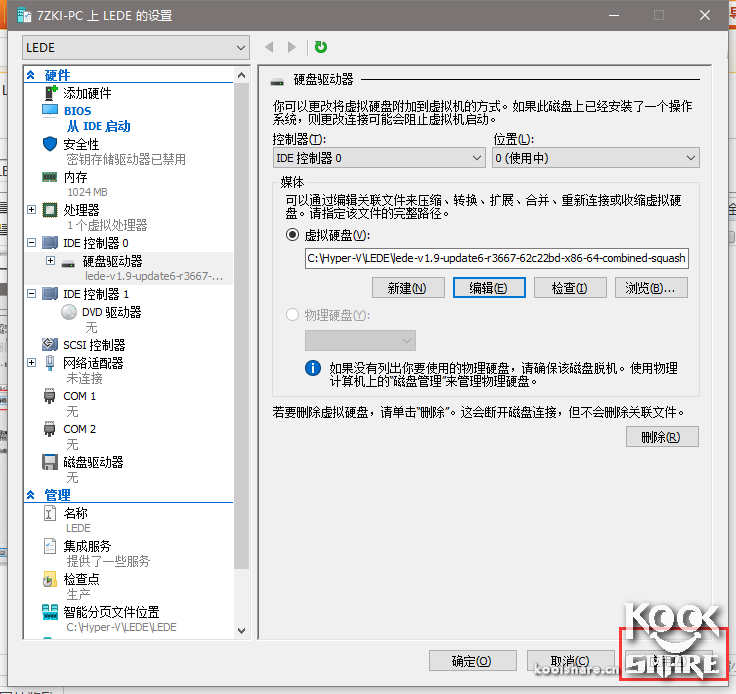 7ZKI-PC 上 LEDE 的设置
LEDE
硬件
添加硬件
BIOS
从 IDE 启动
安全性
密钥存储驱动器已禁用
内存
1024 MB
处理器
1 个虚拟处理器
IDE 控制器 0
硬盘驱动器
lede-v1.9-update6-r3667-...
IDE 控制器 1
DVD 驱动器
无
SCSI 控制器
网络适配器
未连接
COM 1
无
COM 2
无
磁盘驱动器
无
管理
名称
LEDE
集成服务
提供了一些服务
检查点
生产
智能分页文件位置
C:\Hyper-V\LEDE\LEDE
硬盘驱动器
你可以更改将虚拟硬盘附加到虚拟机的方式。如果此磁盘上已经安装了一个操作
系统，则更改连接可能会阻止虚拟机启动。
控制器(T): 位置(L):
IDE 控制器 0 0 (使用中)
媒体
可以通过编辑关联文件来压缩、转换、扩展、合并、重新连接或收缩虚拟硬
盘。请指定该文件的完整路径。
虚拟硬盘(V):
C:\Hyper-V\LEDE\lede-v1.9-update6-r3667-62c22bd-x86-64-combined-squash
新建(N) 编辑(E) 检查(I) 浏览(B)...
物理硬盘(Y):
如果没有列出你要使用的物理硬盘，请确保该磁盘脱机。使用物理
计算机上的"磁盘管理"来管理物理硬盘。
若要删除虚拟硬盘，请单击"删除"。这会断开磁盘连接，但不会删除关联文件。
删除(R)
确定(O) 取消(C)
KOOL
SHARE
koolshare.cn